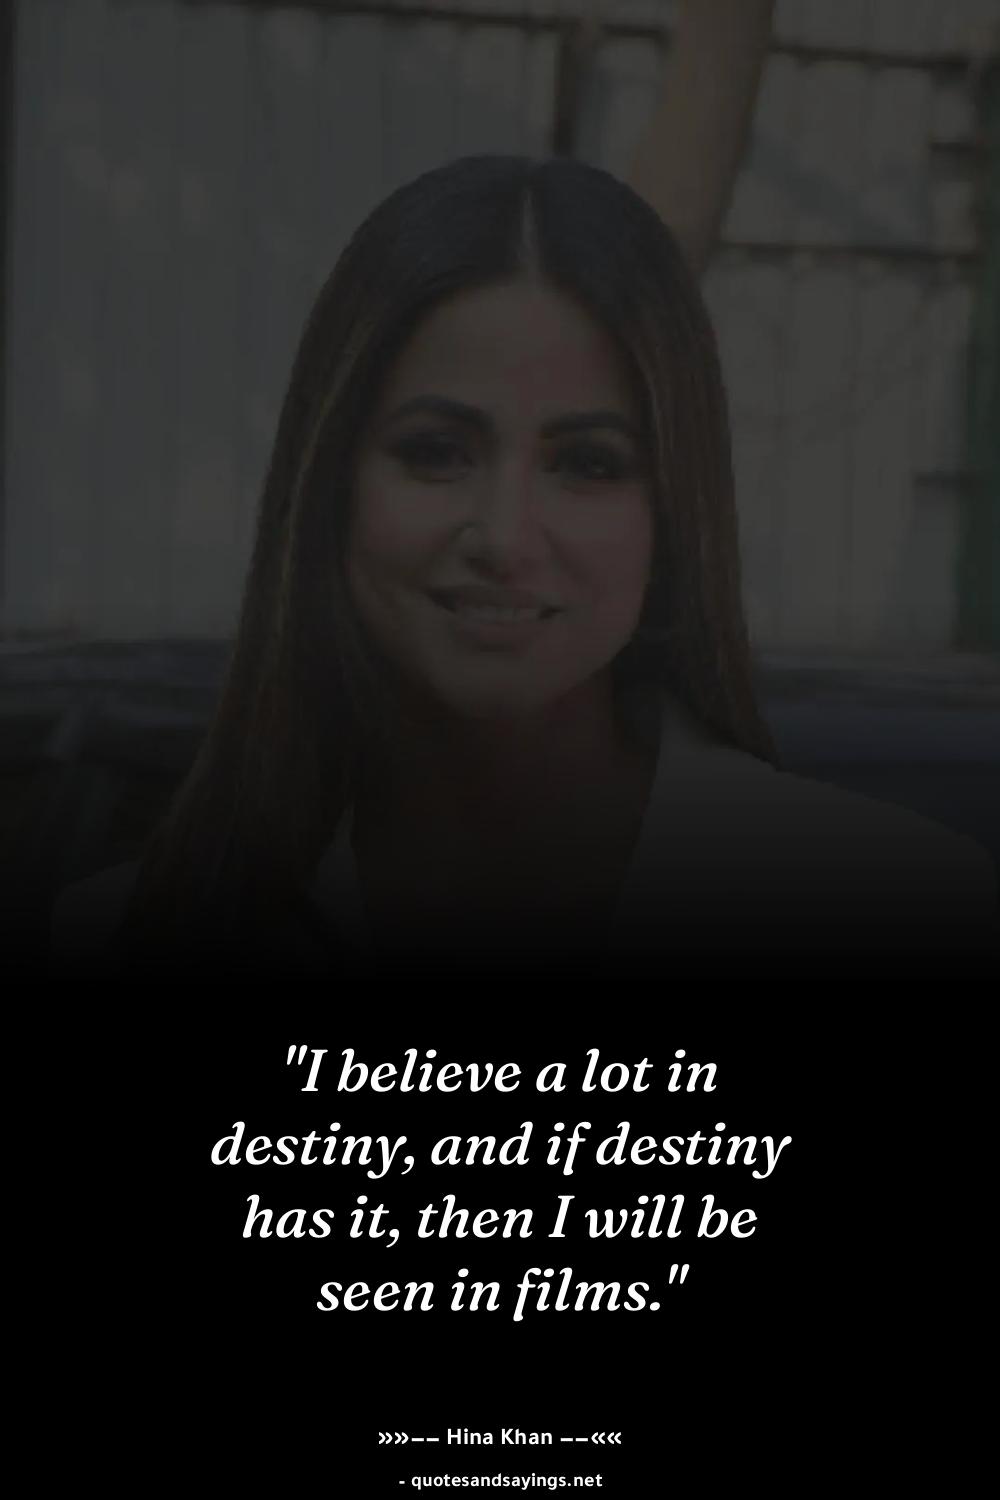 "I believe a lot in
destiny, and if destiny
has it, then I will be
seen in films."
»»–– Hina Khan ––««
- quotesandsayings.net